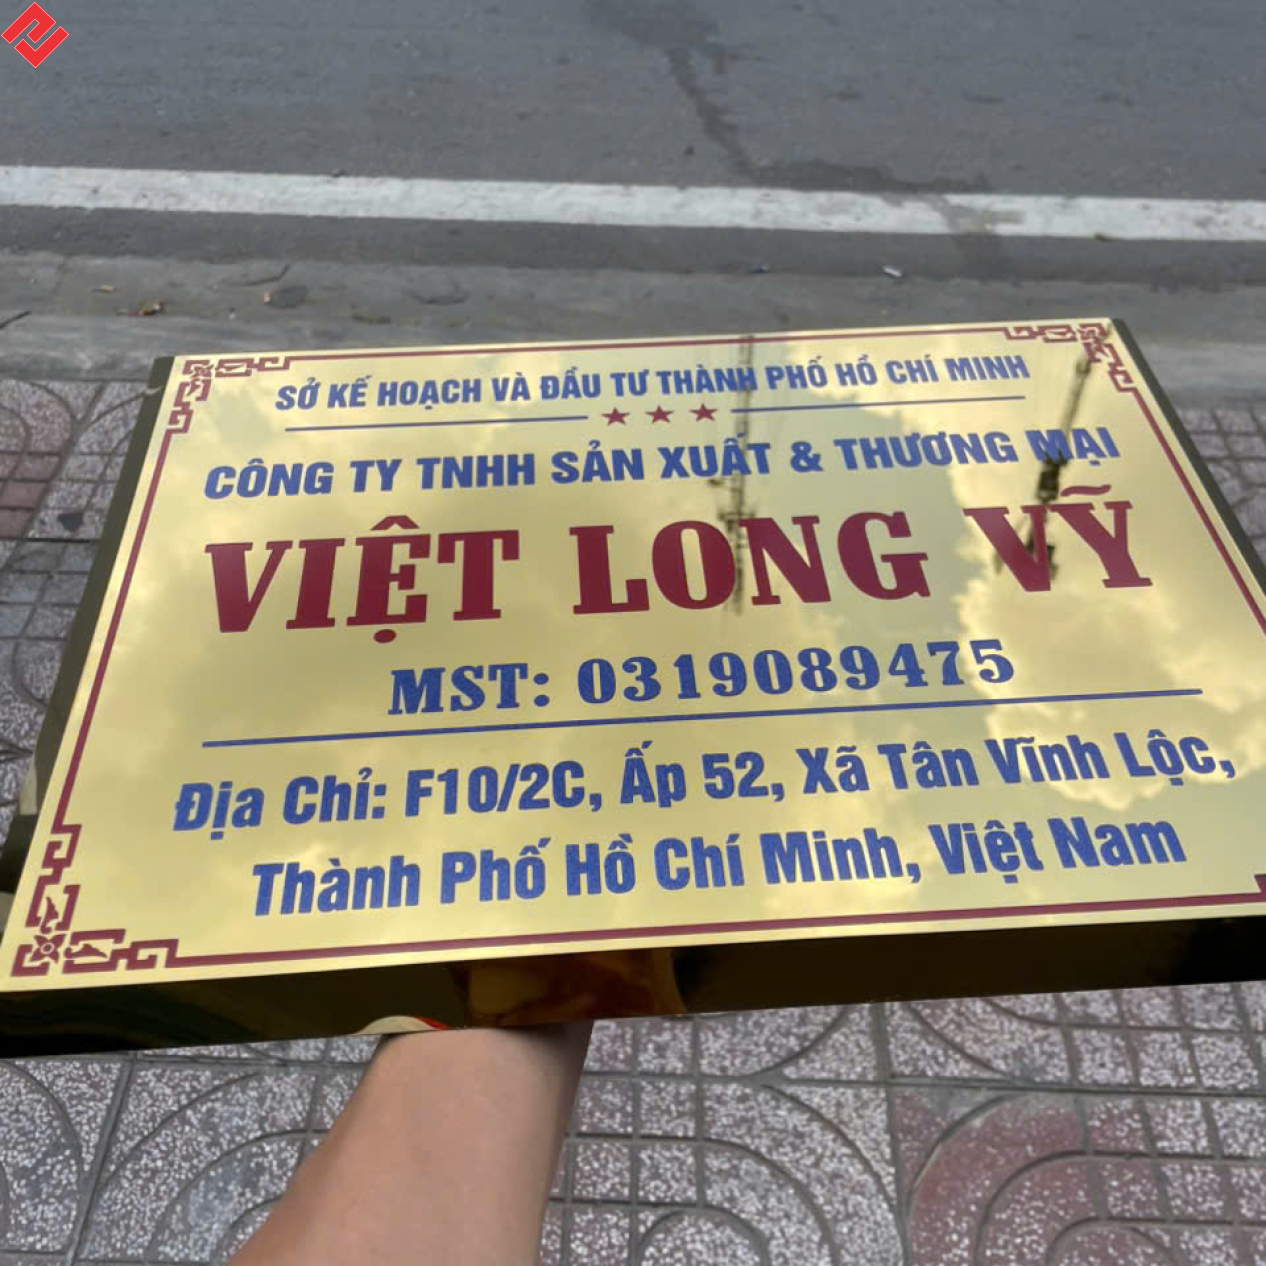 SỞ KẾ HOẠCH VÀ ĐẦU TƯ THÀNH PHỐ HỒ CHÍ MINH
CÔNG TY TNHH SẢN XUẤT & THƯƠNG MẠI
VIỆT LONG VỸ
MST: 0319089475
Địa Chỉ: F10/2C, Ấp 52, Xã Tân Vĩnh Lộc,
Thành Phố Hồ Chí Minh, Việt Nam